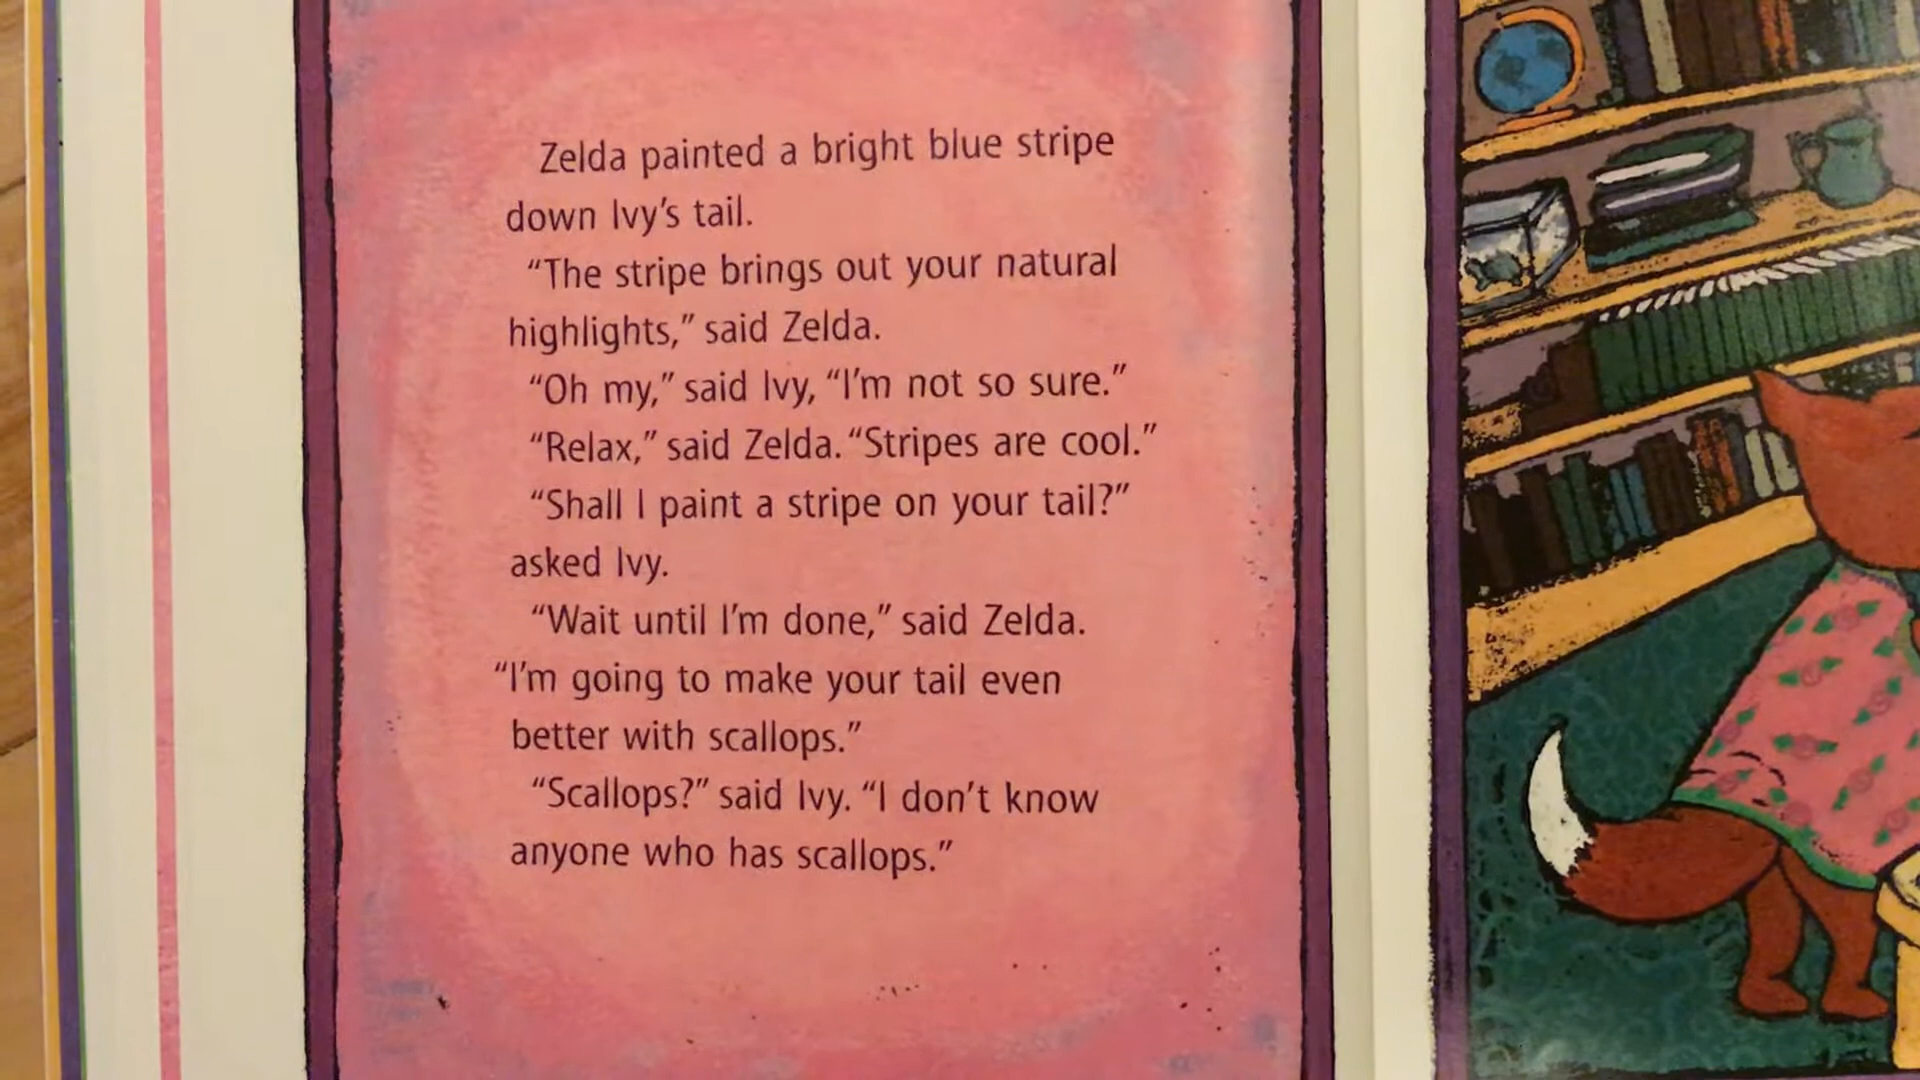 Zelda painted a bright blue stripe
down Ivy's tail.
“The stripe brings out your natural
highlights,” said Zelda.
“Oh my,” said Ivy, “I'm not so sure.”
“Relax,” said Zelda. “Stripes are cool.”
“Shall I paint a stripe on your tail?”
asked Ivy.
“Wait until I'm done,” said Zelda.
“I'm going to make your tail even
better with scallops.”
“Scallops?” said Ivy. “I don't know
anyone who has scallops.”